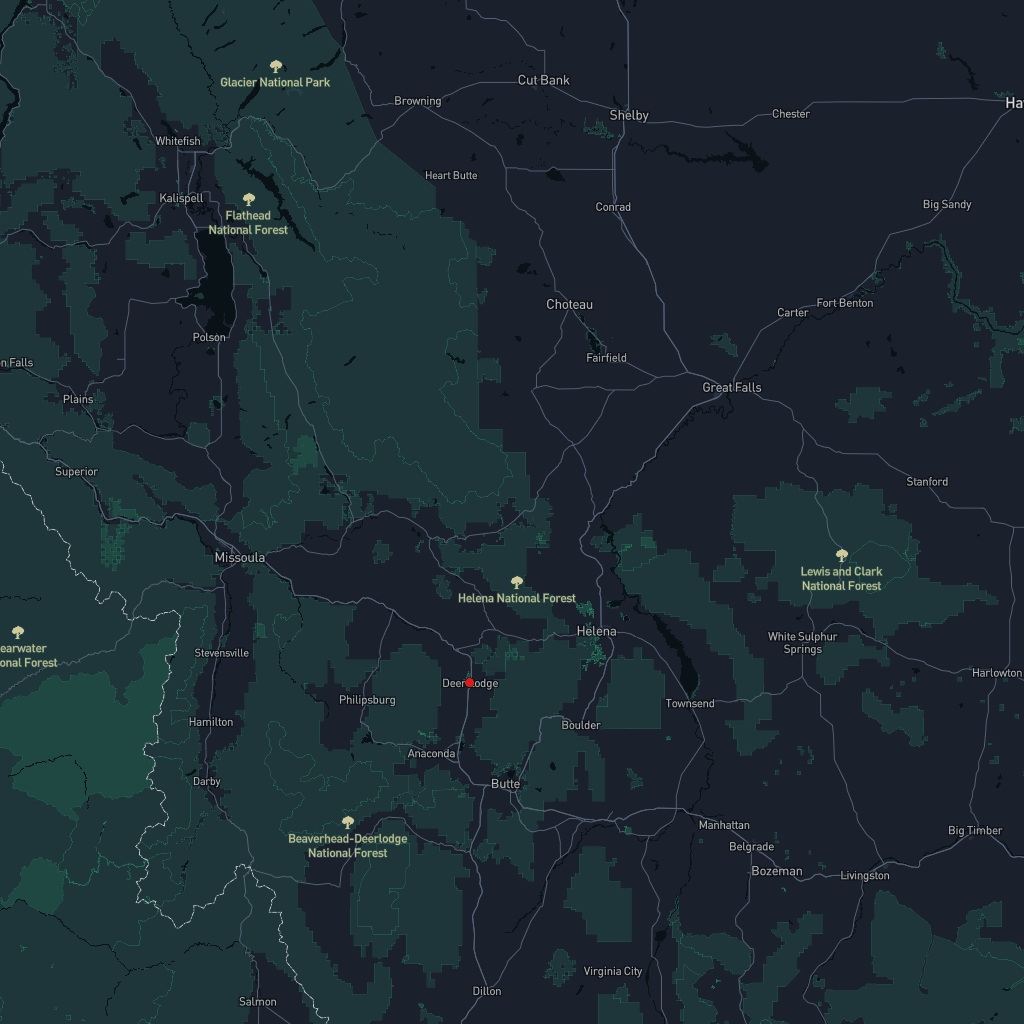 Glacier National Park
Cut Bank
Browning
Ha
Shelby
Chester
Whitefish
Heart Butte
Kalispell
Conrad
Big Sandy
Flathead
National Forest
Choteau
Fort Benton
Carter
Polson
Fairfield
n Falls
Great Falls
Plains
Superior
Stanford
Missoula
Lewis and Clark
National Forest
Helena National Forest
Helena
earwater
onal Forest
White Sulphur
Springs
Stevensville
Harlowton
Deer Lodge
Philipsburg
Townsend
Hamilton
Boulder
Anaconda
Darby
Butte
Manhattan
Big Timber
Beaverhead-Deerlodge
National Forest
Belgrade
Bozeman
Livingston
Virginia City
Dillon
Salmon